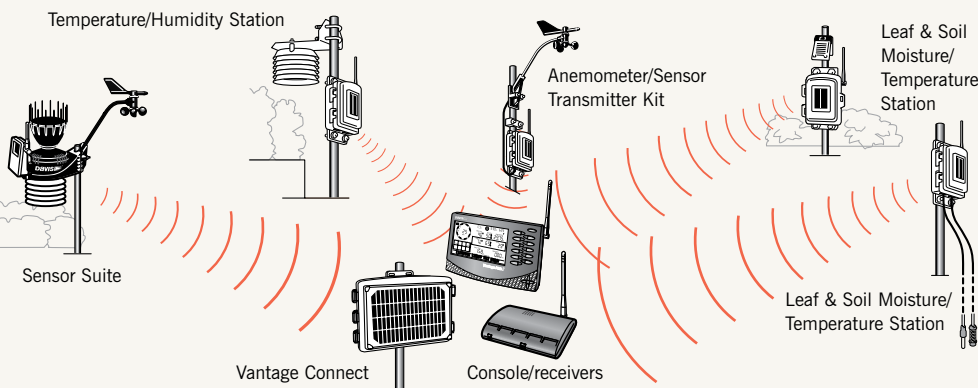 Temperature/Humidity Station
Anemometer/Sensor
Transmitter Kit
Leaf & Soil
Moisture/
Temperature
Station
DAVIS
Sensor Suite
Vantage Connect
Console/receivers
Leaf & Soil Moisture/
Temperature Station